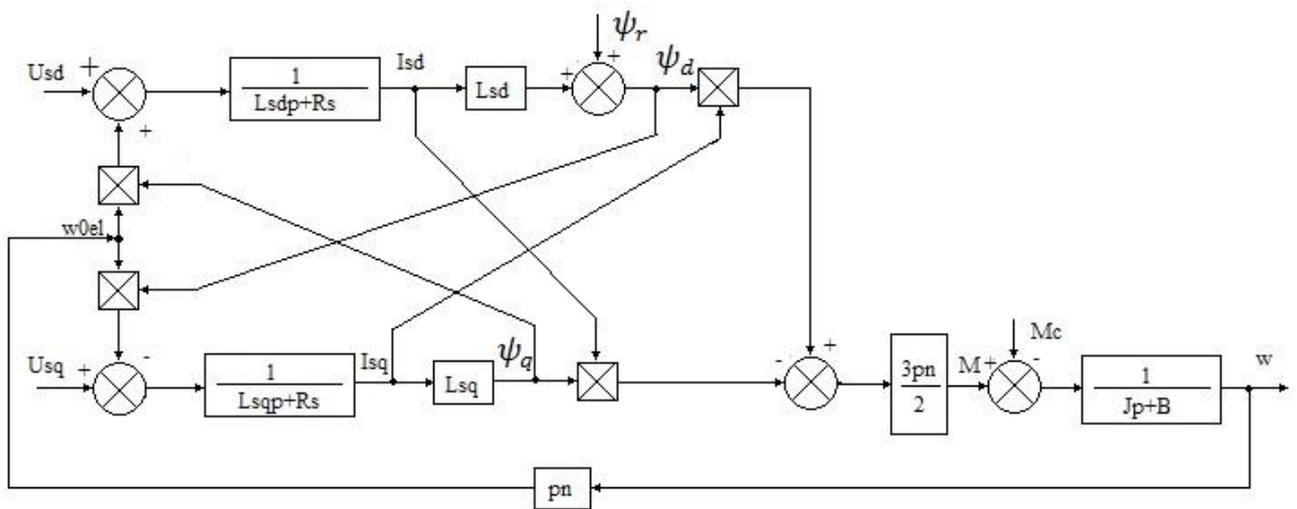 ψr
Usd
+
1
Lsdp+Rs
Isd
Lsd
+
+
ψd
+
w0el
Usq
+
-
1
Lsqp+Rs
Isq
Lsq
ψq
-
+
3pn
2
M
+
Mc
-
1
Jp+B
w
pn